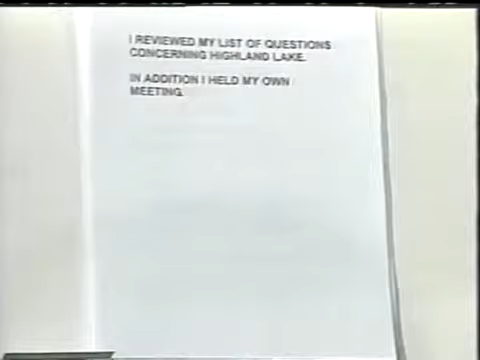 I REVIEWED MY LIST OF QUESTIONS
CONCERNING HIGHLAND LAKE.
IN ADDITION I HELD MY OWN
MEETING.